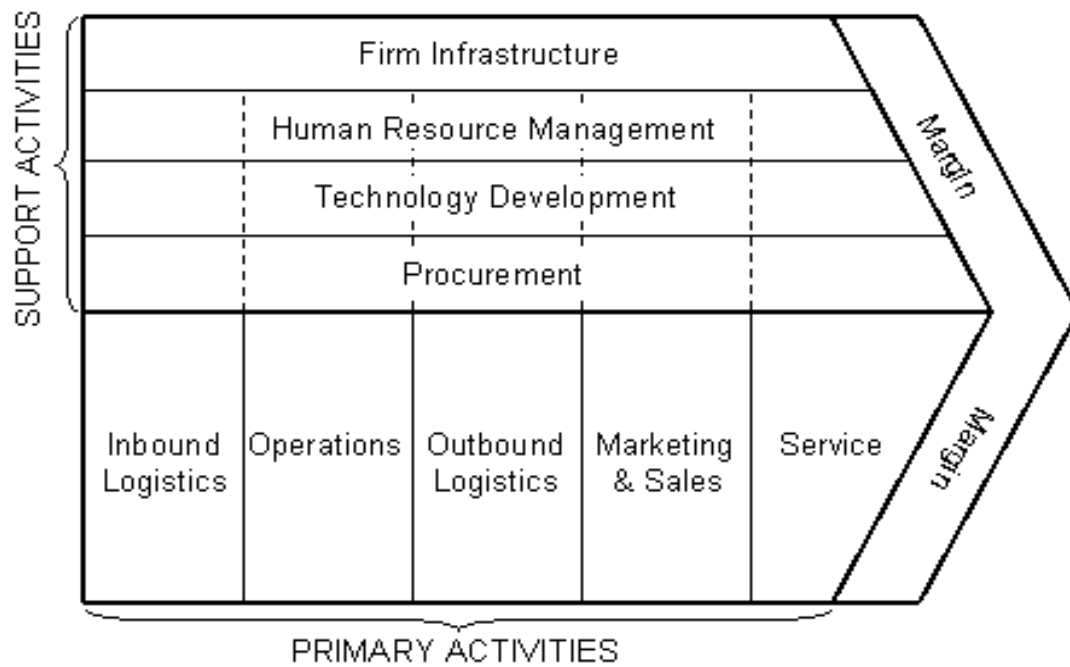 SUPPORT ACTIVITIES
Firm Infrastructure
Human Resource Management
Technology Development
Procurement
Margin
Inbound
Logistics
Operations
Outbound
Logistics
Marketing
& Sales
Service
Margin
PRIMARY ACTIVITIES